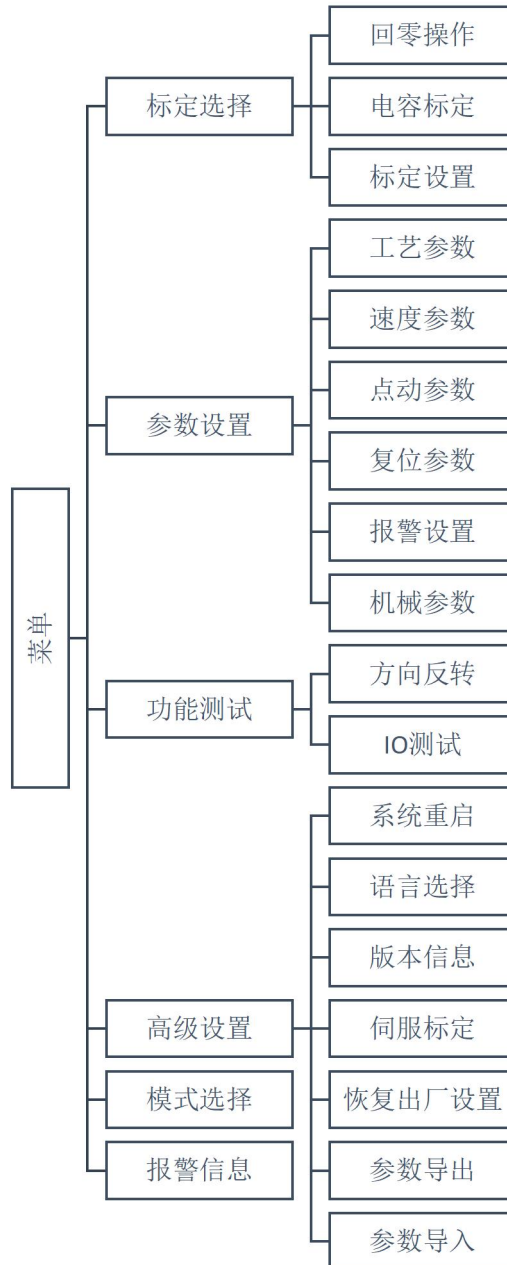 菜单
标定选择
回零操作
电容标定
标定设置
参数设置
工艺参数
速度参数
点动参数
复位参数
报警设置
机械参数
功能测试
方向反转
IO测试
高级设置
系统重启
语言选择
版本信息
伺服标定
恢复出厂设置
参数导出
参数导入
模式选择
报警信息